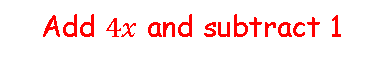 Add 4x and subtract 1